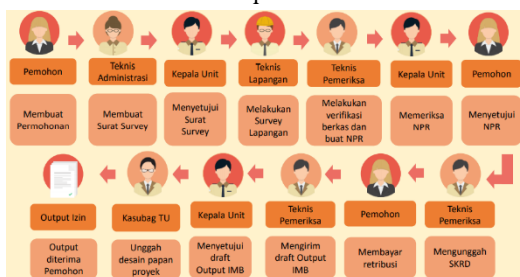 Pemohon
Teknis
Administrasi
Kepala Unit
Teknis
Lapangan
Teknis
Pemeriksa
Kepala Unit
Pemohon
Membuat
Permohonan
Membuat
Surat Survey
Menyetujui
Surat
Survey
Melakukan
Survey
Lapangan
Melakukan
verifikasi
berkas dan
buat NPR
Memeriksa
NPR
Menyetujui
NPR
Output Izin
Kasubag TU
Kepala Unit
Teknis
Pemeriksa
Pemohon
Teknis
Pemeriksa
Output
diterima
Pemohon
Unggah
desain papan
proyek
Menyetujui
draft
Output IMB
Mengirim
draft Output
IMB
Membayar
retribusi
Mengunggah
SKRD